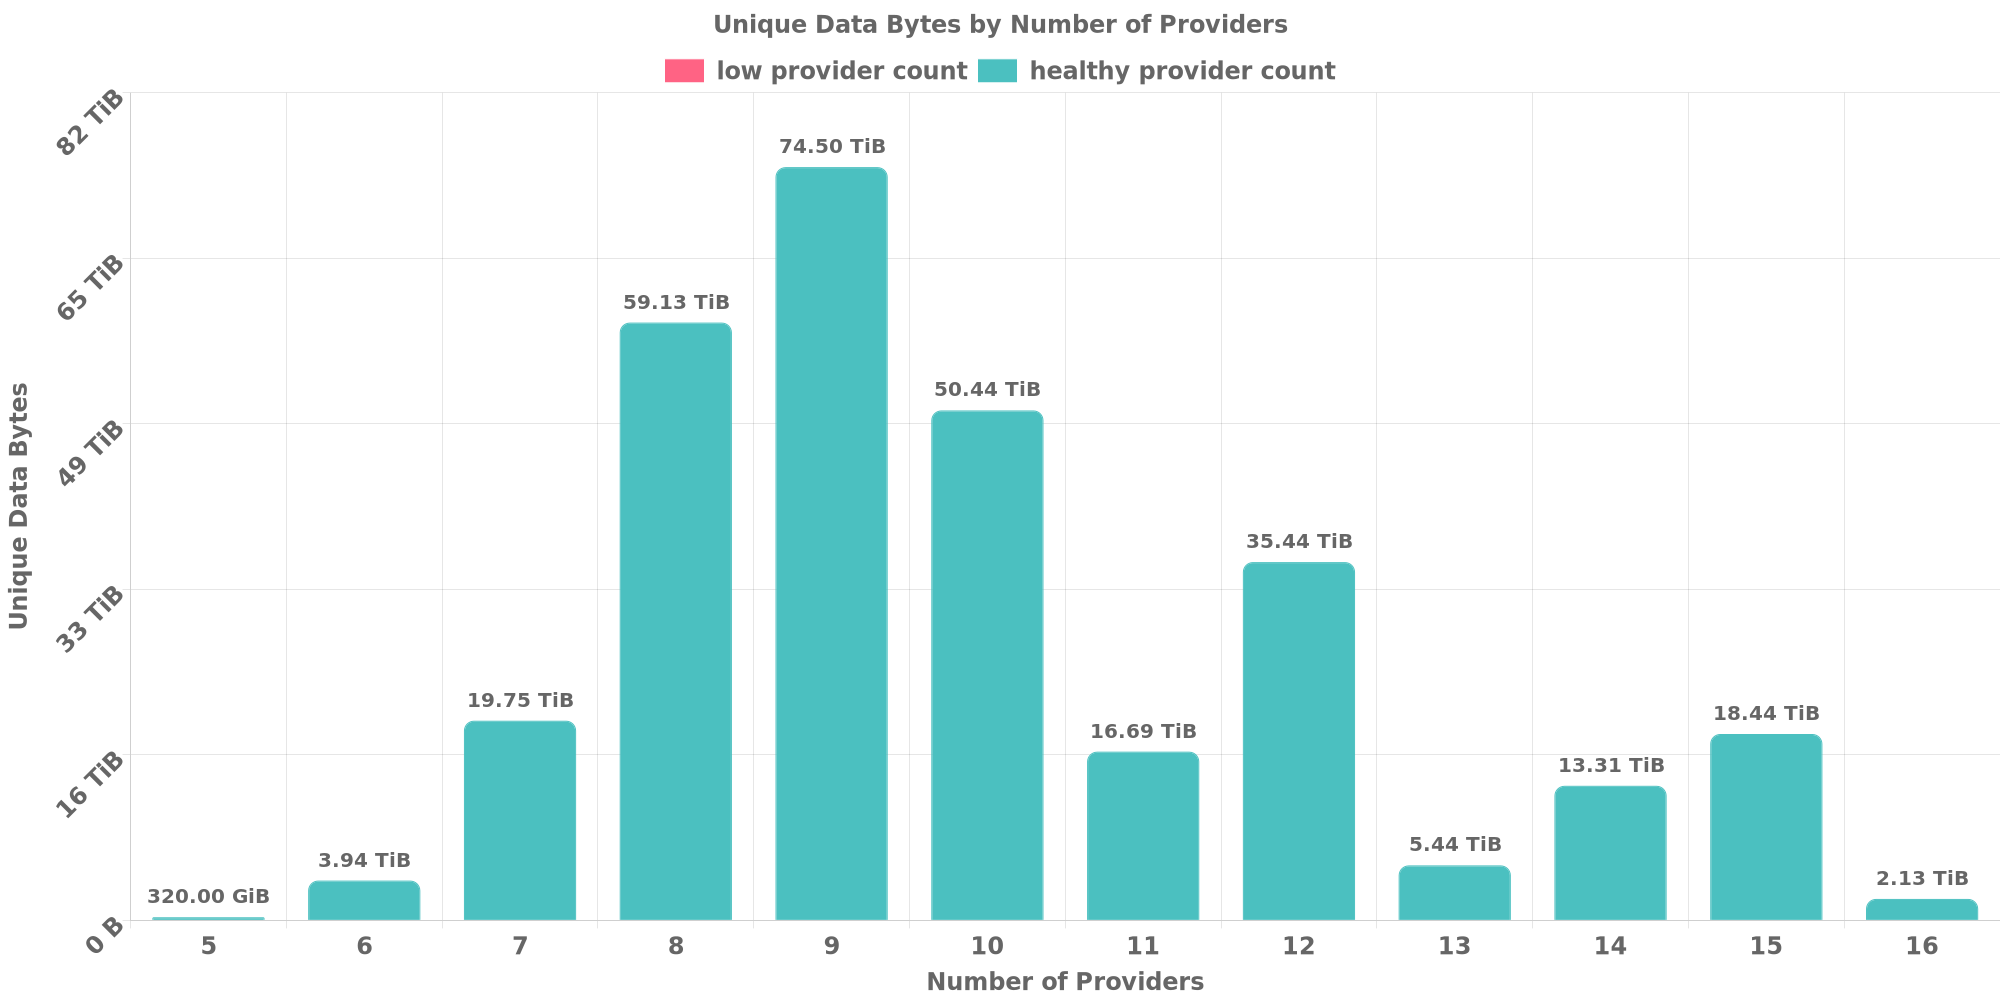 Unique Data Bytes by Number of Providers
low provider count healthy provider count
82 TiB
65 TiB
49 TiB
33 TiB
16 TiB
0 B
Unique Data Bytes
320.00 GiB
3.94 TiB
19.75 TiB
59.13 TiB
74.50 TiB
50.44 TiB
16.69 TiB
35.44 TiB
5.44 TiB
13.31 TiB
18.44 TiB
2.13 TiB
5 6 7 8 9 10 11 12 13 14 15 16
Number of Providers